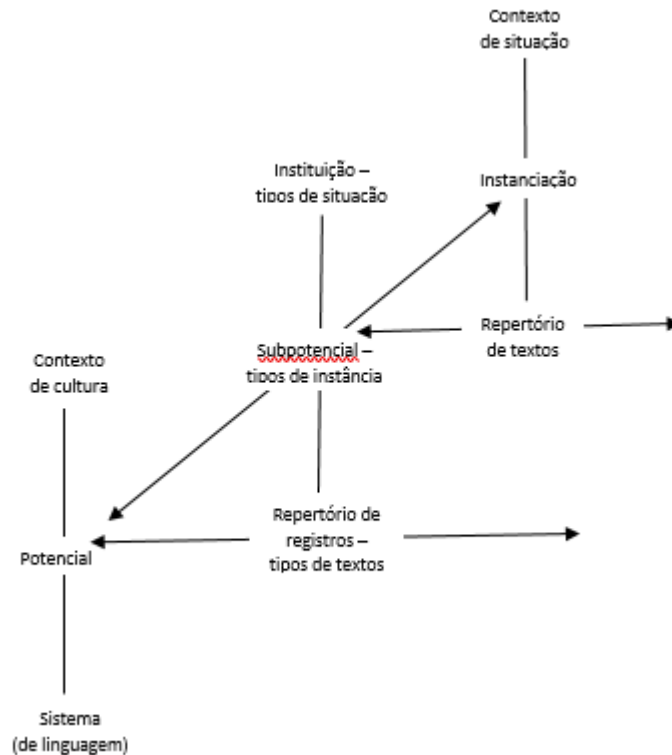 Contexto
de situação
Instituição –
tipos de situação
Instanciação
Contexto
de cultura
Subpotencial –
tipos de instância
Repertório
de textos
Potencial
Repertório de
registros –
tipos de textos
Sistema
(de linguagem)